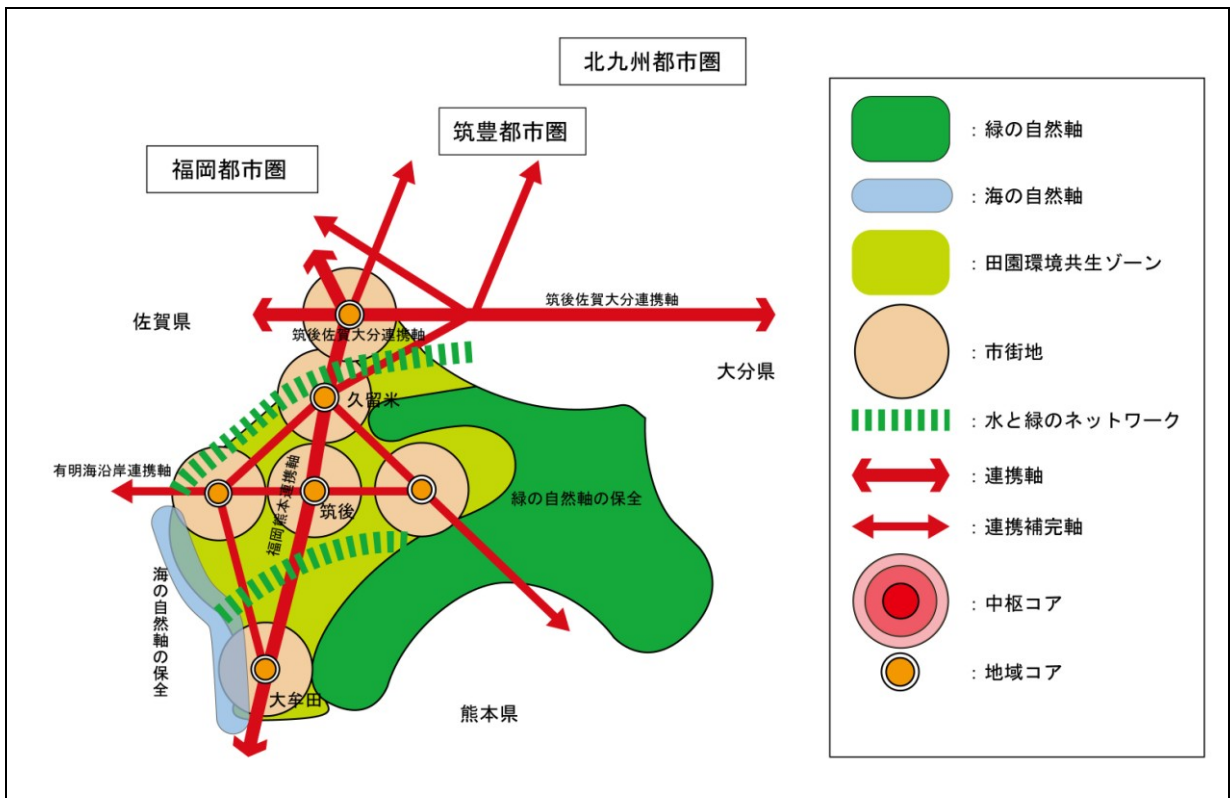 北九州都市圏
筑豊都市圏
福岡都市圏
筑後佐賀大分連携軸
佐賀県
筑後佐賀大分連携軸
大分県
久留米
有明海沿岸連携軸
福岡熊本連携軸
筑後
緑の自然軸の保全
海の自然軸の保全
大牟田
熊本県
：緑の自然軸
：海の自然軸
：田園環境共生ゾーン
：市街地
：水と緑のネットワーク
：連携軸
：連携補完軸
：中枢コア
：地域コア